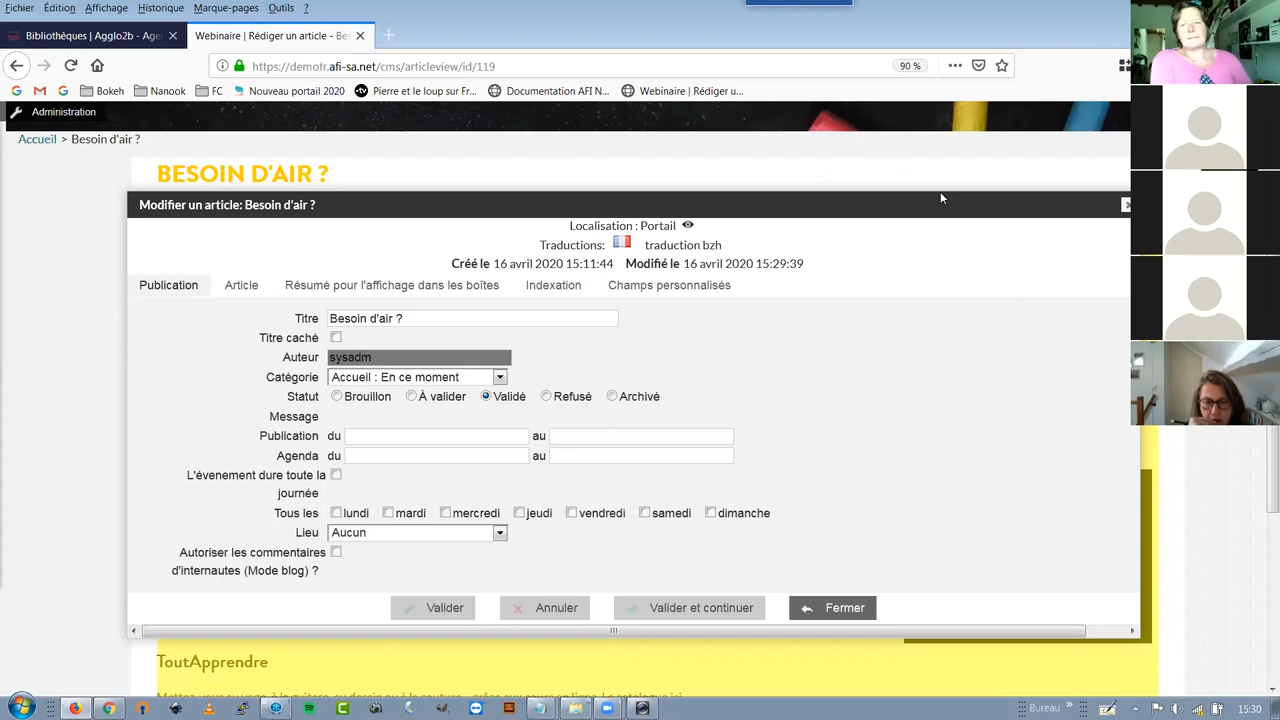 Fichier Édition Affichage Historique Marque-pages Outils ?
Bibliothèques | Agglo2b - Age Webinaire | Rédiger un article - Be
https://demofr.afi-sa.net/cms/articleview/id/119 90 %
Bokeh Nanook FC Nouveau portail 2020 Pierre et le loup sur Fr... Documentation AFI N... Webinaire | Rédiger u...
Administration
Accueil > Besoin d'air ?
BESOIN D'AIR ?
Modifier un article: Besoin d'air ?
Localisation : Portail
Traductions: traduction bzh
Créé le 16 avril 2020 15:11:44 Modifié le 16 avril 2020 15:29:39
Publication Article Résumé pour l'affichage dans les boîtes Indexation Champs personnalisés
Titre Besoin d'air ?
Titre caché
Auteur sysadm
Catégorie Accueil : En ce moment
Statut Brouillon À valider Validé Refusé Archivé
Message
Publication du au
Agenda du au
L'évenement dure toute la
journée
Tous les lundi mardi mercredi jeudi vendredi samedi dimanche
Lieu Aucun
Autoriser les commentaires
d'internautes (Mode blog) ?
Valider Annuler Valider et continuer Fermer
ToutApprendre
Bureau 15:30